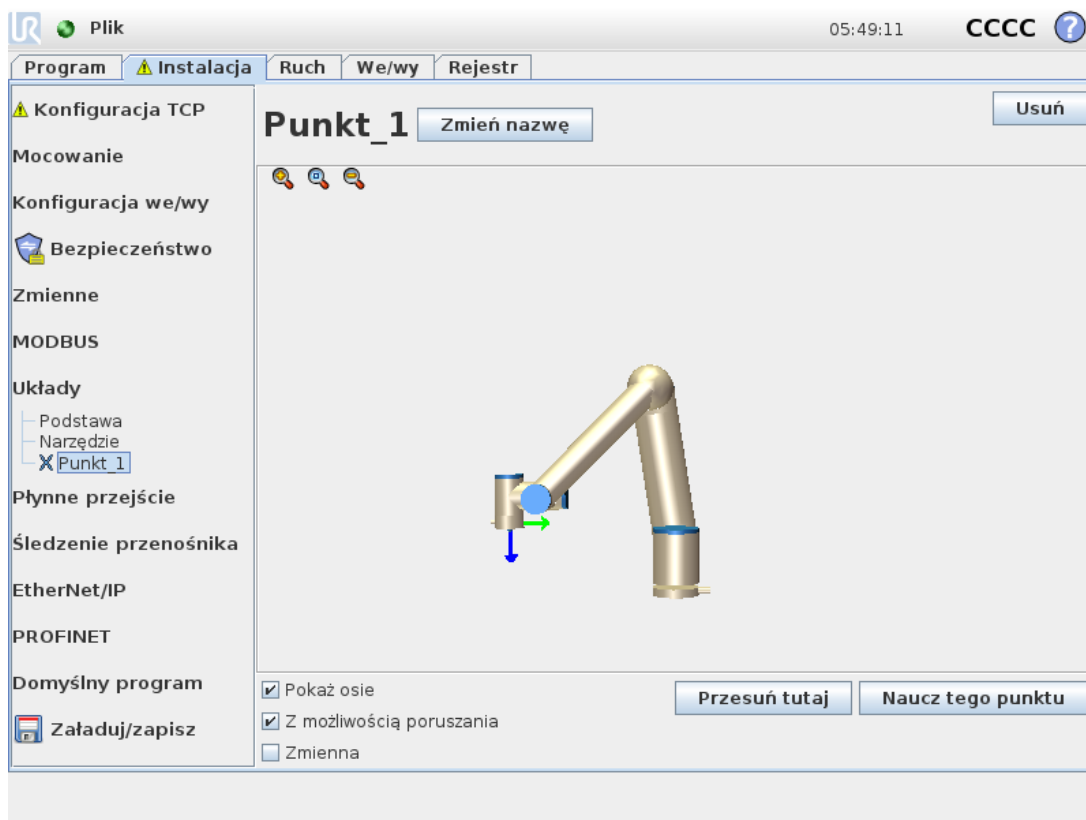 UR Plik 05:49:11 CCCC ?
Program Instalacja Ruch We/wy Rejestr
Konfiguracja TCP
Mocowanie
Konfiguracja we/wy
Bezpieczeństwo
Zmienne
MODBUS
Układy
Podstawa
Narzędzie
Punkt_1
Płynne przejście
Śledzenie przenośnika
EtherNet/IP
PROFINET
Domyślny program
Załaduj/zapisz
Punkt_1 Zmień nazwę Usuń
Pokaż osie
Z możliwością poruszania
Zmienna
Przesuń tutaj Naucz tego punktu